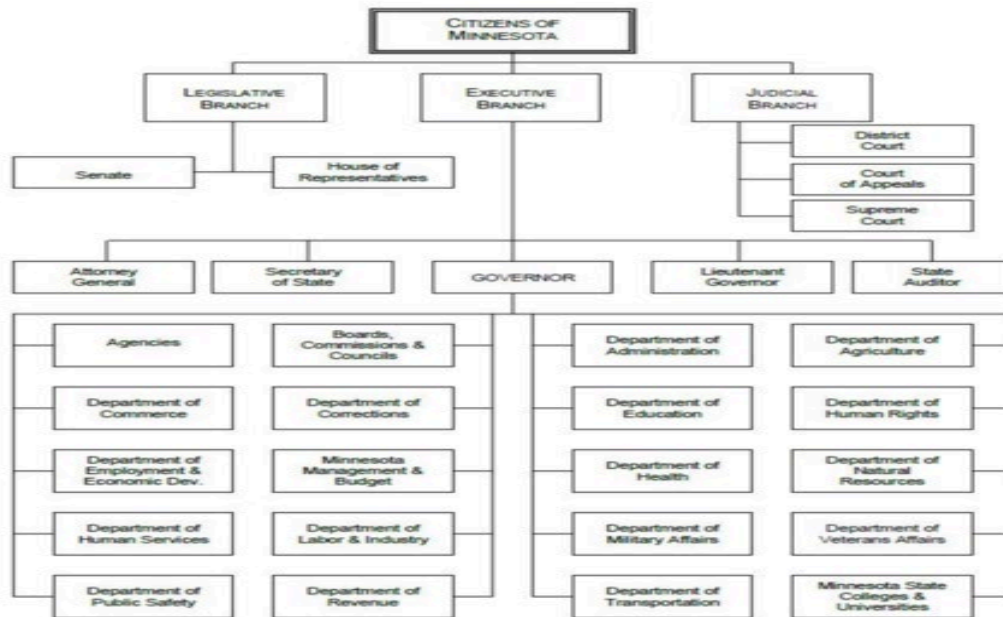 CITIZENS OF
MINNESOTA
LEGISLATIVE
BRANCH
EXECUTIVE
BRANCH
JUDICIAL
BRANCH
District
Court
Senate
House of
Representatives
Court
of Appeals
Supreme
Court
Attorney
General
Secretary
of State
GOVERNOR
Lieutenant
Governor
State
Auditor
Agencies
Boards,
Commissions &
Councils
Department of
Administration
Department of
Agriculture
Department of
Commerce
Department of
Corrections
Department of
Education
Department of
Human Rights
Department of
Employment &
Economic Dev.
Minnesota
Management &
Budget
Department of
Health
Department of
Natural
Resources
Department of
Human Services
Department of
Labor & Industry
Department of
Military Affairs
Department of
Veterans Affairs
Department of
Public Safety
Department of
Revenue
Department of
Transportation
Minnesota State
Colleges &
Universities